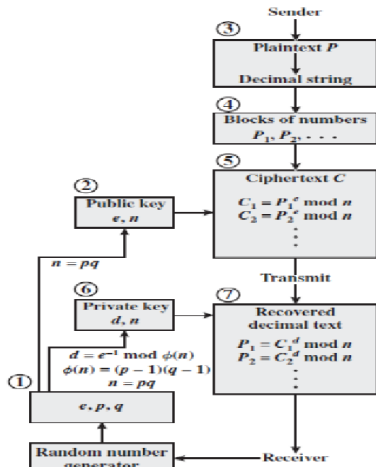 Sender
③
Plaintext P
Decimal string
④
Blocks of numbers
P₁, P₂, . . .
⑤
Ciphertext C
C₁ = P₁ᵉ mod n
C₂ = P₂ᵉ mod n
②
Public key
e, n
n = pq
Transmit
⑥
Private key
d, n
⑦
Recovered
decimal text
P₁ = C₁ᵈ mod n
P₂ = C₂ᵈ mod n
d = e⁻¹ mod ϕ(n)
ϕ(n) = (p − 1)(q − 1)
n = pq
①
e, p, q
Random number
generator
Receiver